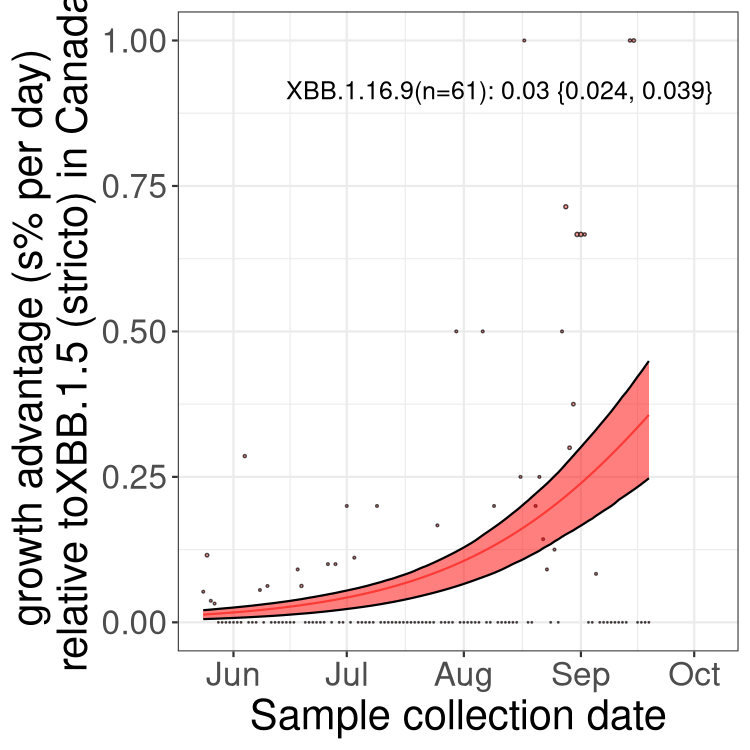 growth advantage (s% per day)
relative toXBB.1.5 (stricto) in Canada
1.00
0.75
0.50
0.25
0.00
XBB.1.16.9(n=61): 0.03 {0.024, 0.039}
Jun Jul Aug Sep Oct
Sample collection date